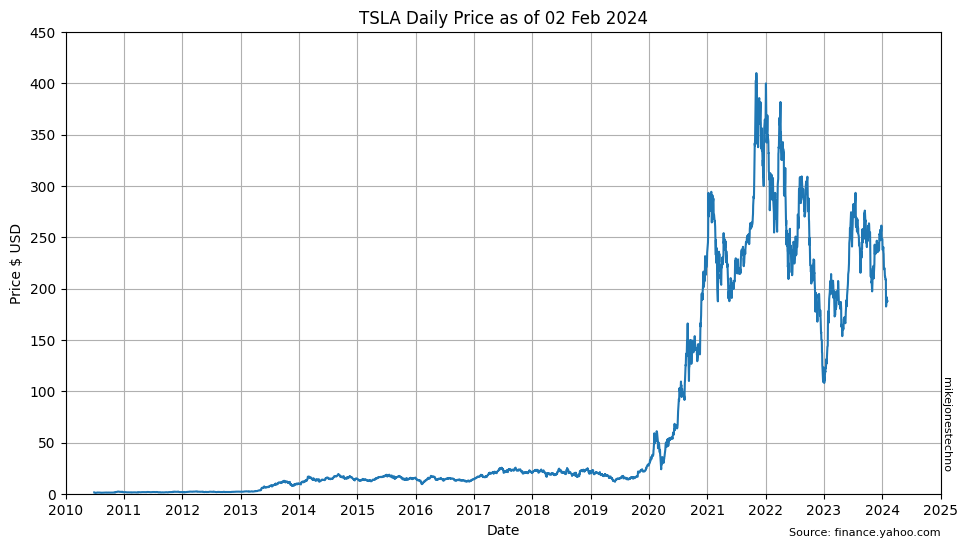 TSLA Daily Price as of 02 Feb 2024
450
400
350
300
250
200
150
100
50
0
Price $ USD
2010 2011 2012 2013 2014 2015 2016 2017 2018 2019 2020 2021 2022 2023 2024 2025
Date
mikejonestechno
Source: finance.yahoo.com